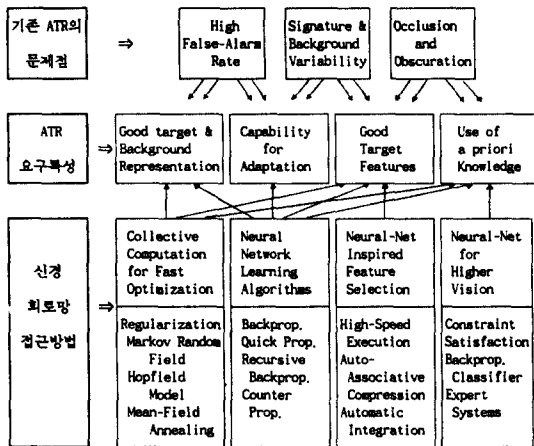 기존 ATR의
문제점
⇒
High
False-Alarm
Rate
Signature &
Background
Variability
Occlusion
and
Obscuration
ATR
요구특성
⇒
Good target &
Background
Representation
Capability
for
Adaptation
Good
Target
Features
Use of
a priori
Knowledge
신경
회로망
접근방법
⇒
Collective
Computation
for Fast
Optimization
Neural
Network
Learning
Algorithms
Neural-Net
Inspired
Feature
Selection
Neural-Net
for
Higher
Vision
Regularization
Markov Random
Field
Hopfield
Model
Mean-Field
Annealing
Backprop.
Quick Prop.
Recursive
Backprop.
Counter
Prop.
High-Speed
Execution
Auto-
Associative
Compression
Automatic
Integration
Constraint
Satisfaction
Backprop.
Classifier
Expert
Systems